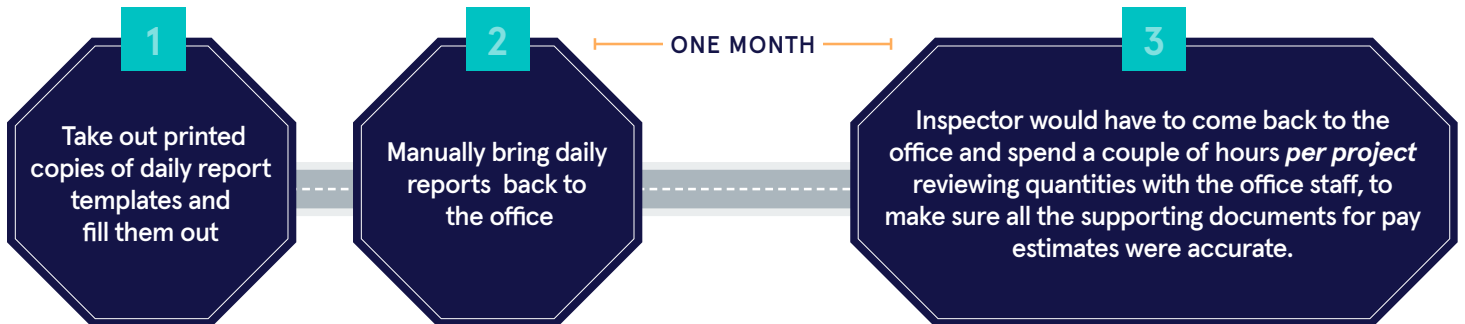 1
Take out printed
copies of daily report
templates and
fill them out
2
Manually bring daily
reports back to
the office
ONE MONTH
3
Inspector would have to come back to the
office and spend a couple of hours per project
reviewing quantities with the office staff, to
make sure all the supporting documents for pay
estimates were accurate.